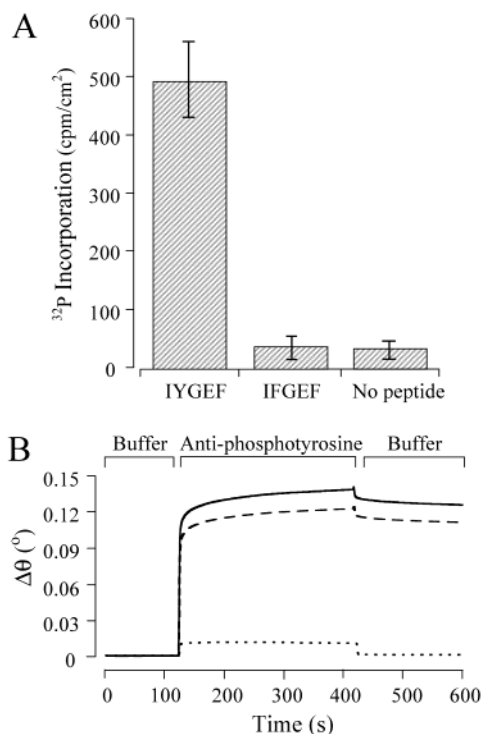 A
600
500
400
300
200
100
0
³²P Incorporation (cpm/cm²)
IYGEF IFGEF No peptide
B
Buffer Anti-phosphotyrosine Buffer
0.15
0.12
0.09
0.06
0.03
0
Δθ (°)
0 100 200 300 400 500 600
Time (s)